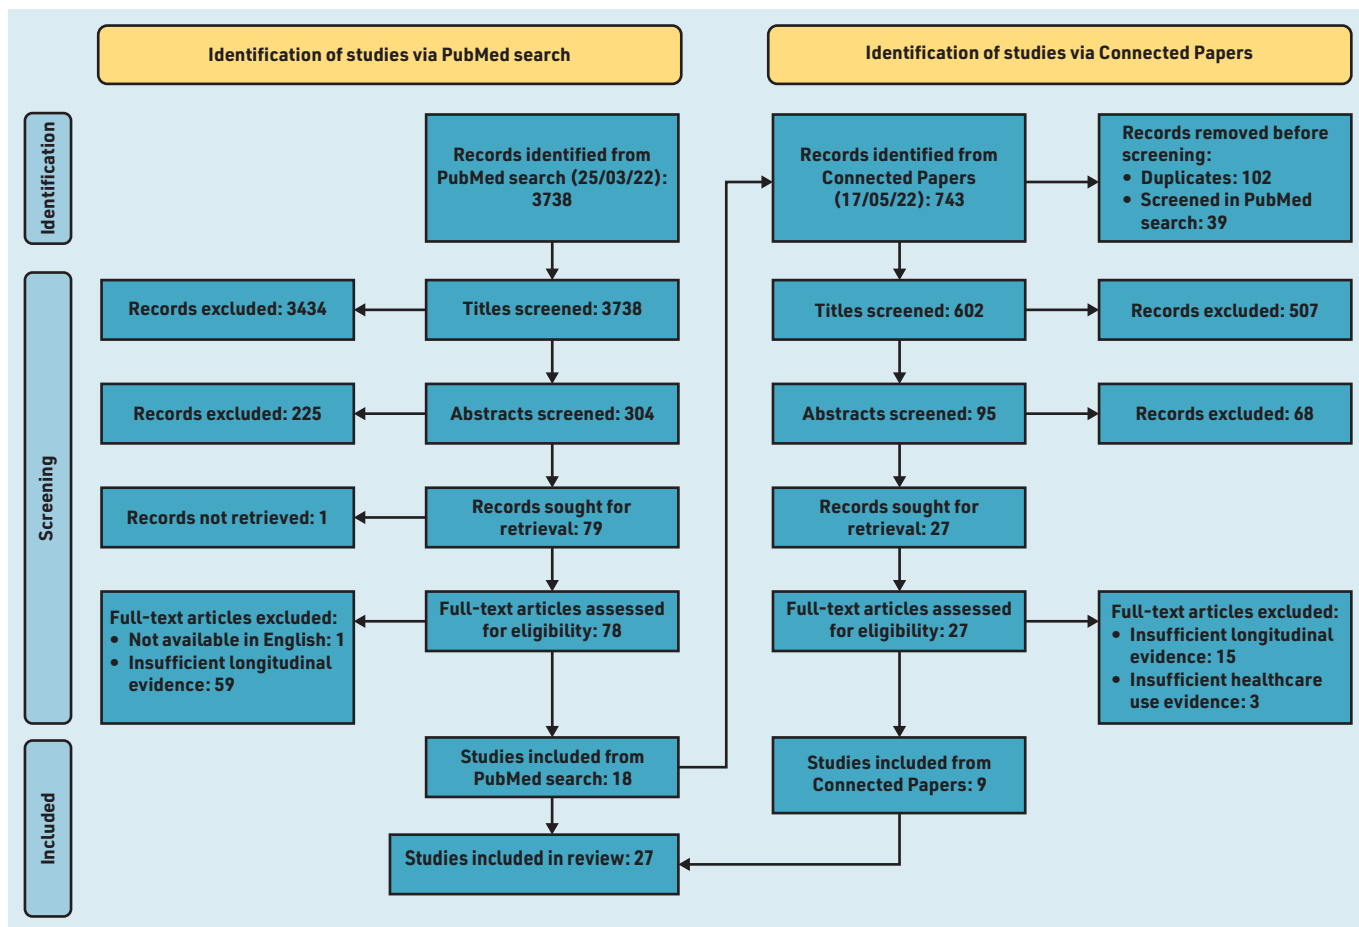 Identification of studies via PubMed search
Identification of studies via Connected Papers
Identification
Records identified from
PubMed search (25/03/22):
3738
Records identified from
Connected Papers
(17/05/22): 743
Records removed before
screening:
• Duplicates: 102
• Screened in PubMed
search: 39
Screening
Records excluded: 3434
Titles screened: 3738
Titles screened: 602
Records excluded: 507
Records excluded: 225
Abstracts screened: 304
Abstracts screened: 95
Records excluded: 68
Records not retrieved: 1
Records sought for
retrieval: 79
Records sought for
retrieval: 27
Full-text articles excluded:
• Not available in English: 1
• Insufficient longitudinal
evidence: 59
Full-text articles assessed
for eligibility: 78
Full-text articles assessed
for eligibility: 27
Full-text articles excluded:
• Insufficient longitudinal
evidence: 15
• Insufficient healthcare
use evidence: 3
Included
Studies included from
PubMed search: 18
Studies included from
Connected Papers: 9
Studies included in review: 27